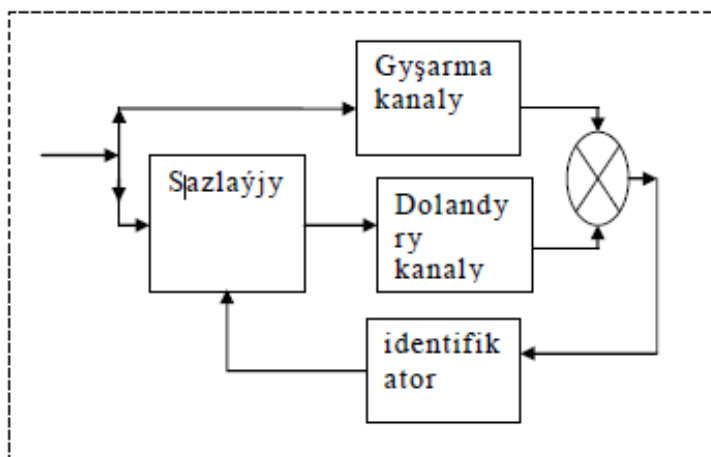 Gyşarma
kanaly
Sazlaýjy
Dolandy
ry
kanaly
identifik
ator